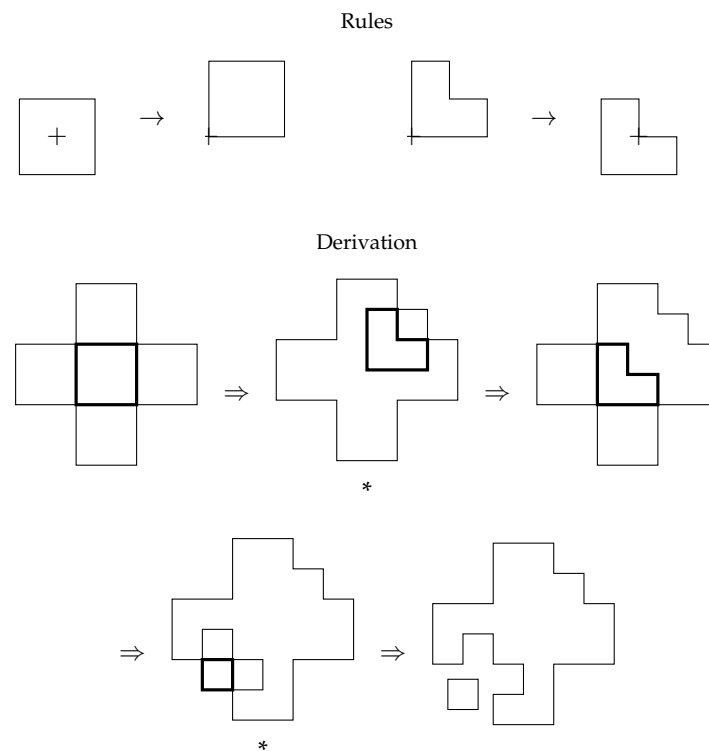 Rules
→ →
Derivation
⇒ ⇒
*
⇒ ⇒
*